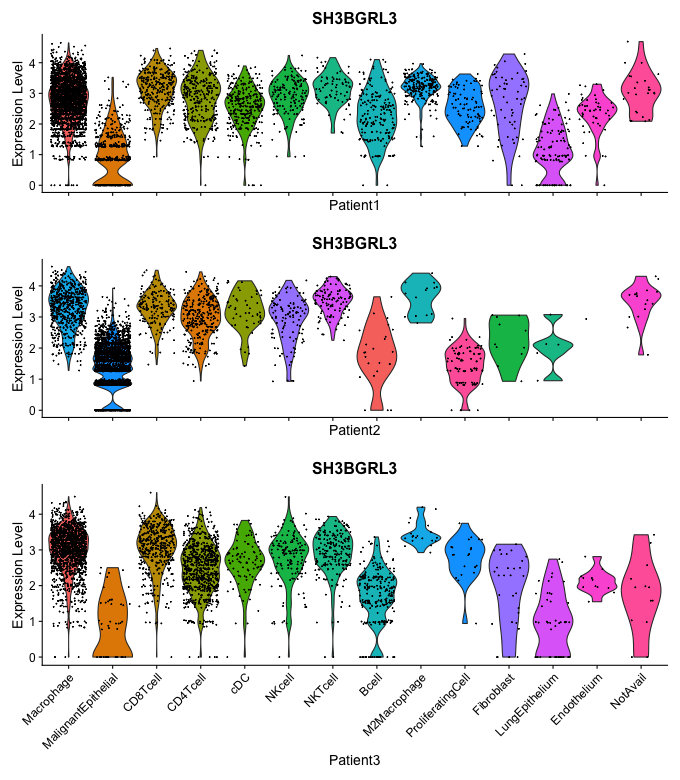 SH3BGRL3
Expression Level
4
3
2
1
0
Patient1
SH3BGRL3
Expression Level
4
3
2
1
0
Patient2
SH3BGRL3
Expression Level
4
3
2
1
0
Macrophage
MalignantEpithelial
CD8Tcell
CD4Tcell
cDC
NKcell
NKTcell
Bcell
M2Macrophage
ProliferatingCell
Fibroblast
LungEpithelium
Endothelium
NotAvail
Patient3